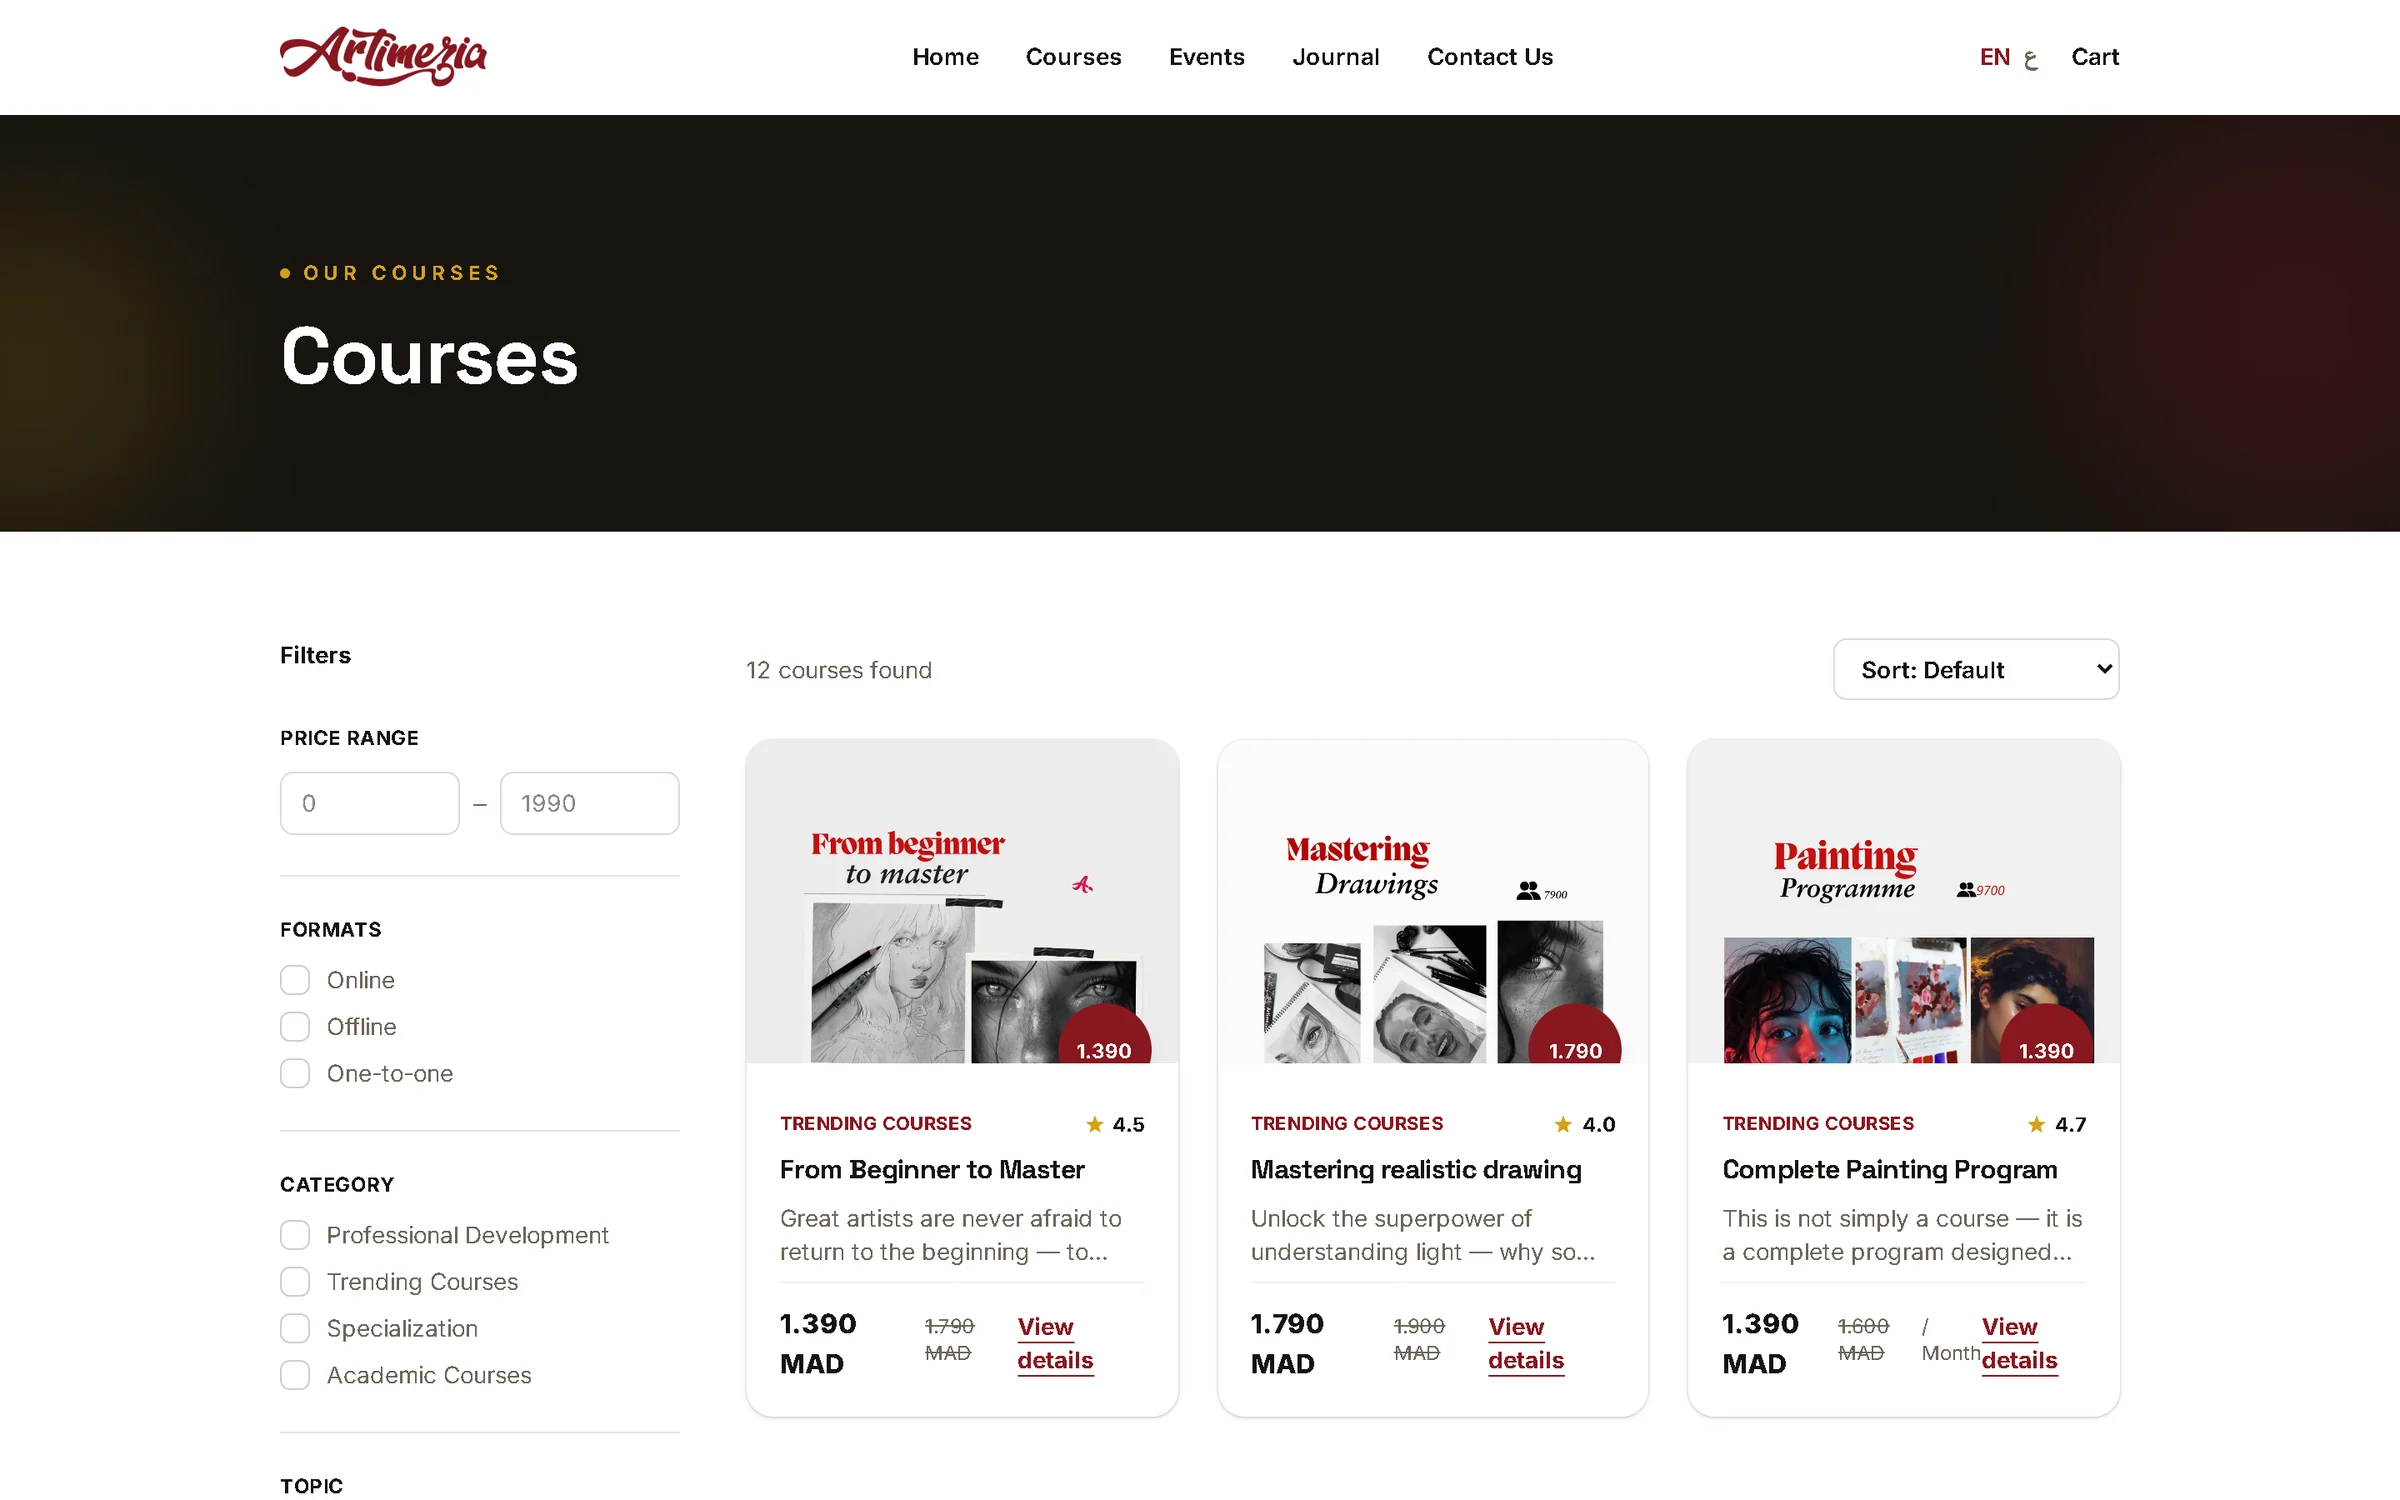 Artimezia
Home
Courses
Events
Journal
Contact Us
EN
ع
Cart
OUR COURSES
Courses
Filters
PRICE RANGE
0
–
1990
FORMATS
Online
Offline
One-to-one
CATEGORY
Professional Development
Trending Courses
Specialization
Academic Courses
TOPIC
12 courses found
Sort: Default
From beginner
to master
1.390
TRENDING COURSES
4.5
From Beginner to Master
Great artists are never afraid to
return to the beginning — to...
1.390
MAD
1.790
MAD
View
details
Mastering
Drawings
7900
1.790
TRENDING COURSES
4.0
Mastering realistic drawing
Unlock the superpower of
understanding light — why so...
1.790
MAD
1.900
MAD
View
details
Painting
Programme
9700
1.390
TRENDING COURSES
4.7
Complete Painting Program
This is not simply a course — it is
a complete program designed...
1.390
MAD
1.600
MAD
/
Month
View
details